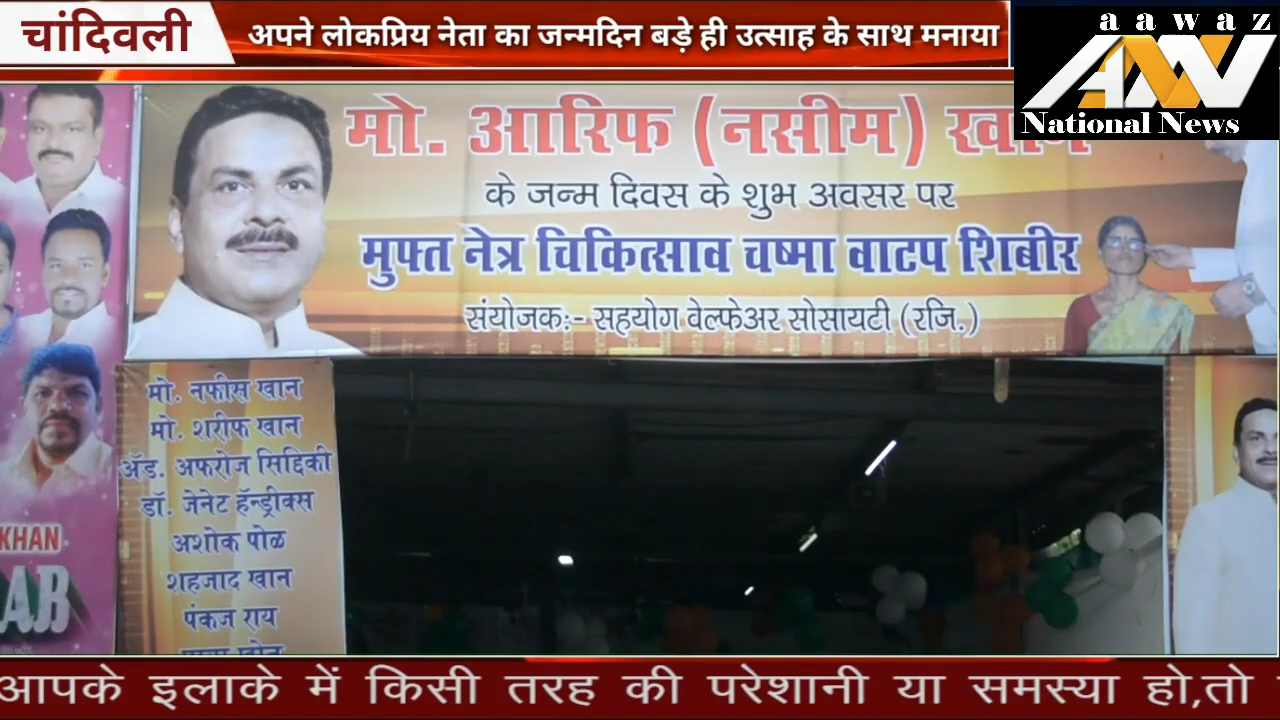 चांदिवली
अपने लोकप्रिय नेता का जन्मदिन बड़े ही उत्साह के साथ मनाया
aawaz
ANN
National News
मो. आरिफ (नसीम)
के जन्म दिवस के शुभ अवसर पर
मुफ्त नेत्र चिकित्साव चष्मा वाटप शिबीर
संयोजक:- सहयोग वेल्फेअर सोसायटी (रजि.)
मो. नफीस खान
मो. शरीफ खान
ॲड. अफरोज सिद्दिकी
डॉ. जेनेट हॅन्ड्रीक्स
अशोक पोळ
शहजाद खान
पंकज राय
KHAN
AB
आपके इलाके में किसी तरह की परेशानी या समस्या हो,तो